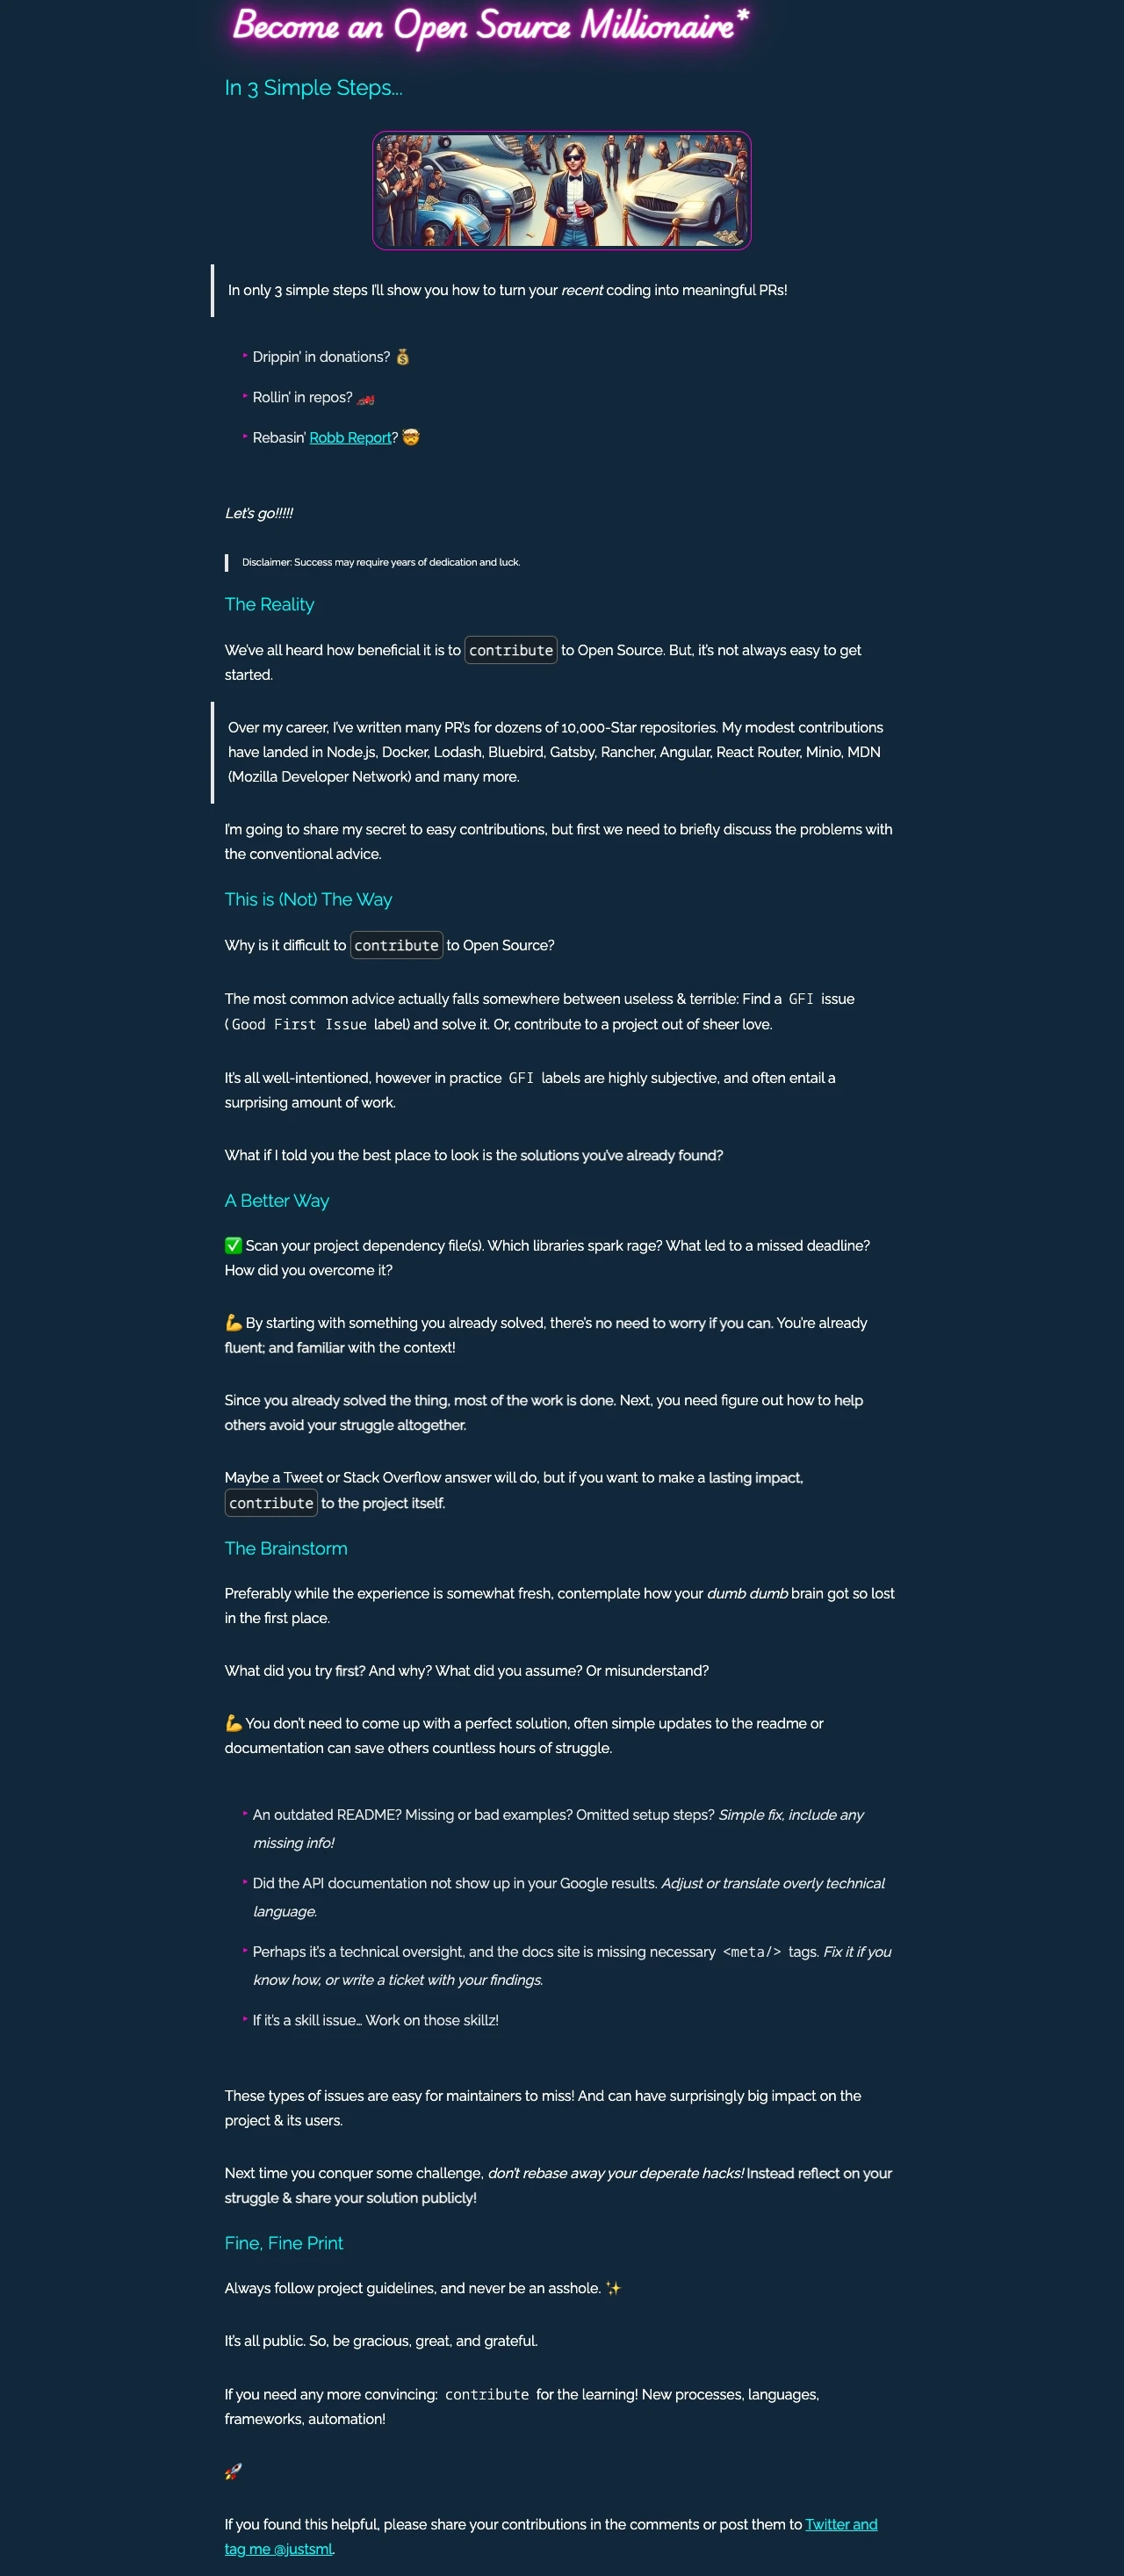 Become an Open Source Millionaire*
In 3 Simple Steps...
In only 3 simple steps I'll show you how to turn your recent coding into meaningful PRs!
‣ Drippin' in donations? 💰
‣ Rollin' in repos? 🏎️
‣ Rebasin' Robb Report? 🤯
Let's go!!!!!
Disclaimer: Success may require years of dedication and luck.
The Reality
We've all heard how beneficial it is to contribute to Open Source. But, it's not always easy to get
started.
Over my career, I've written many PR's for dozens of 10,000-Star repositories. My modest contributions
have landed in Node.js, Docker, Lodash, Bluebird, Gatsby, Rancher, Angular, React Router, Minio, MDN
(Mozilla Developer Network) and many more.
I'm going to share my secret to easy contributions, but first we need to briefly discuss the problems with
the conventional advice.
This is (Not) The Way
Why is it difficult to contribute to Open Source?
The most common advice actually falls somewhere between useless & terrible: Find a GFI issue
(Good First Issue label) and solve it. Or, contribute to a project out of sheer love.
It's all well-intentioned, however in practice GFI labels are highly subjective, and often entail a
surprising amount of work.
What if I told you the best place to look is the solutions you've already found?
A Better Way
✅ Scan your project dependency file(s). Which libraries spark rage? What led to a missed deadline?
How did you overcome it?
💪 By starting with something you already solved, there's no need to worry if you can. You're already
fluent; and familiar with the context!
Since you already solved the thing, most of the work is done. Next, you need figure out how to help
others avoid your struggle altogether.
Maybe a Tweet or Stack Overflow answer will do, but if you want to make a lasting impact,
contribute to the project itself.
The Brainstorm
Preferably while the experience is somewhat fresh, contemplate how your dumb dumb brain got so lost
in the first place.
What did you try first? And why? What did you assume? Or misunderstand?
💪 You don't need to come up with a perfect solution, often simple updates to the readme or
documentation can save others countless hours of struggle.
‣ An outdated README? Missing or bad examples? Omitted setup steps? Simple fix, include any
missing info!
‣ Did the API documentation not show up in your Google results. Adjust or translate overly technical
language.
‣ Perhaps it's a technical oversight, and the docs site is missing necessary <meta/> tags. Fix it if you
know how, or write a ticket with your findings.
‣ If it's a skill issue… Work on those skillz!
These types of issues are easy for maintainers to miss! And can have surprisingly big impact on the
project & its users.
Next time you conquer some challenge, don't rebase away your deperate hacks! Instead reflect on your
struggle & share your solution publicly!
Fine, Fine Print
Always follow project guidelines, and never be an asshole. ✨
It's all public. So, be gracious, great, and grateful.
If you need any more convincing: contribute for the learning! New processes, languages,
frameworks, automation!
🚀
If you found this helpful, please share your contributions in the comments or post them to Twitter and
tag me @justsml.